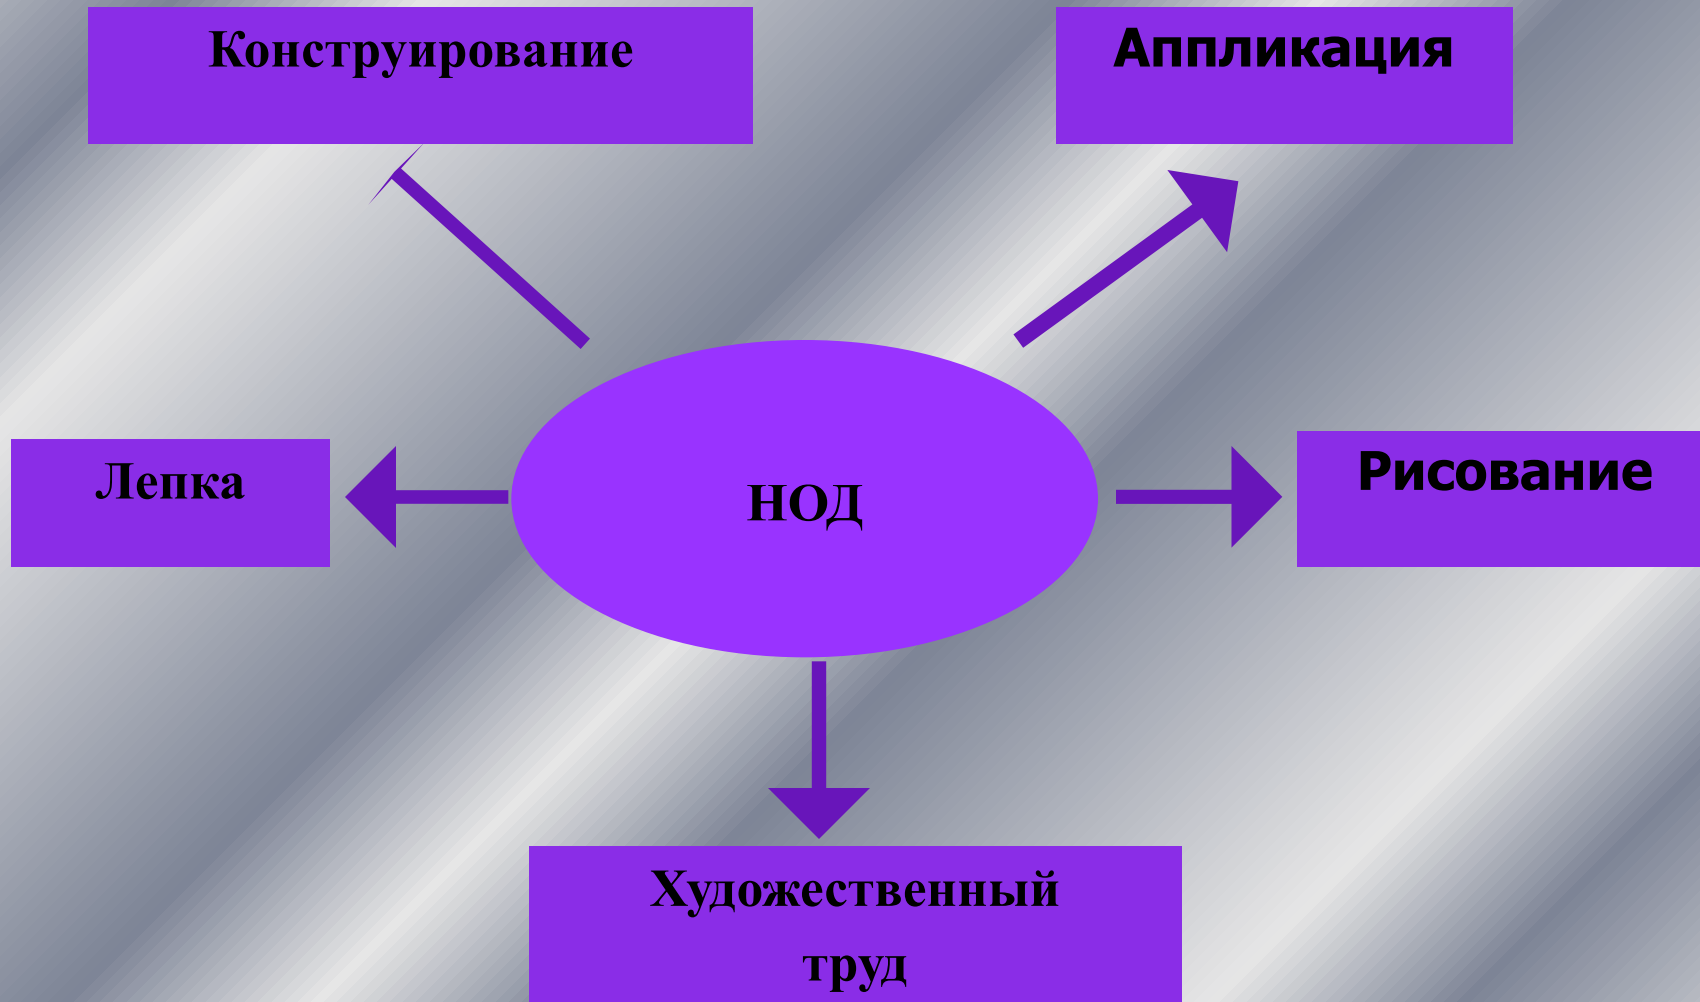 Конструирование
Аппликация
Лепка
НОД
Рисование
Художественный
труд